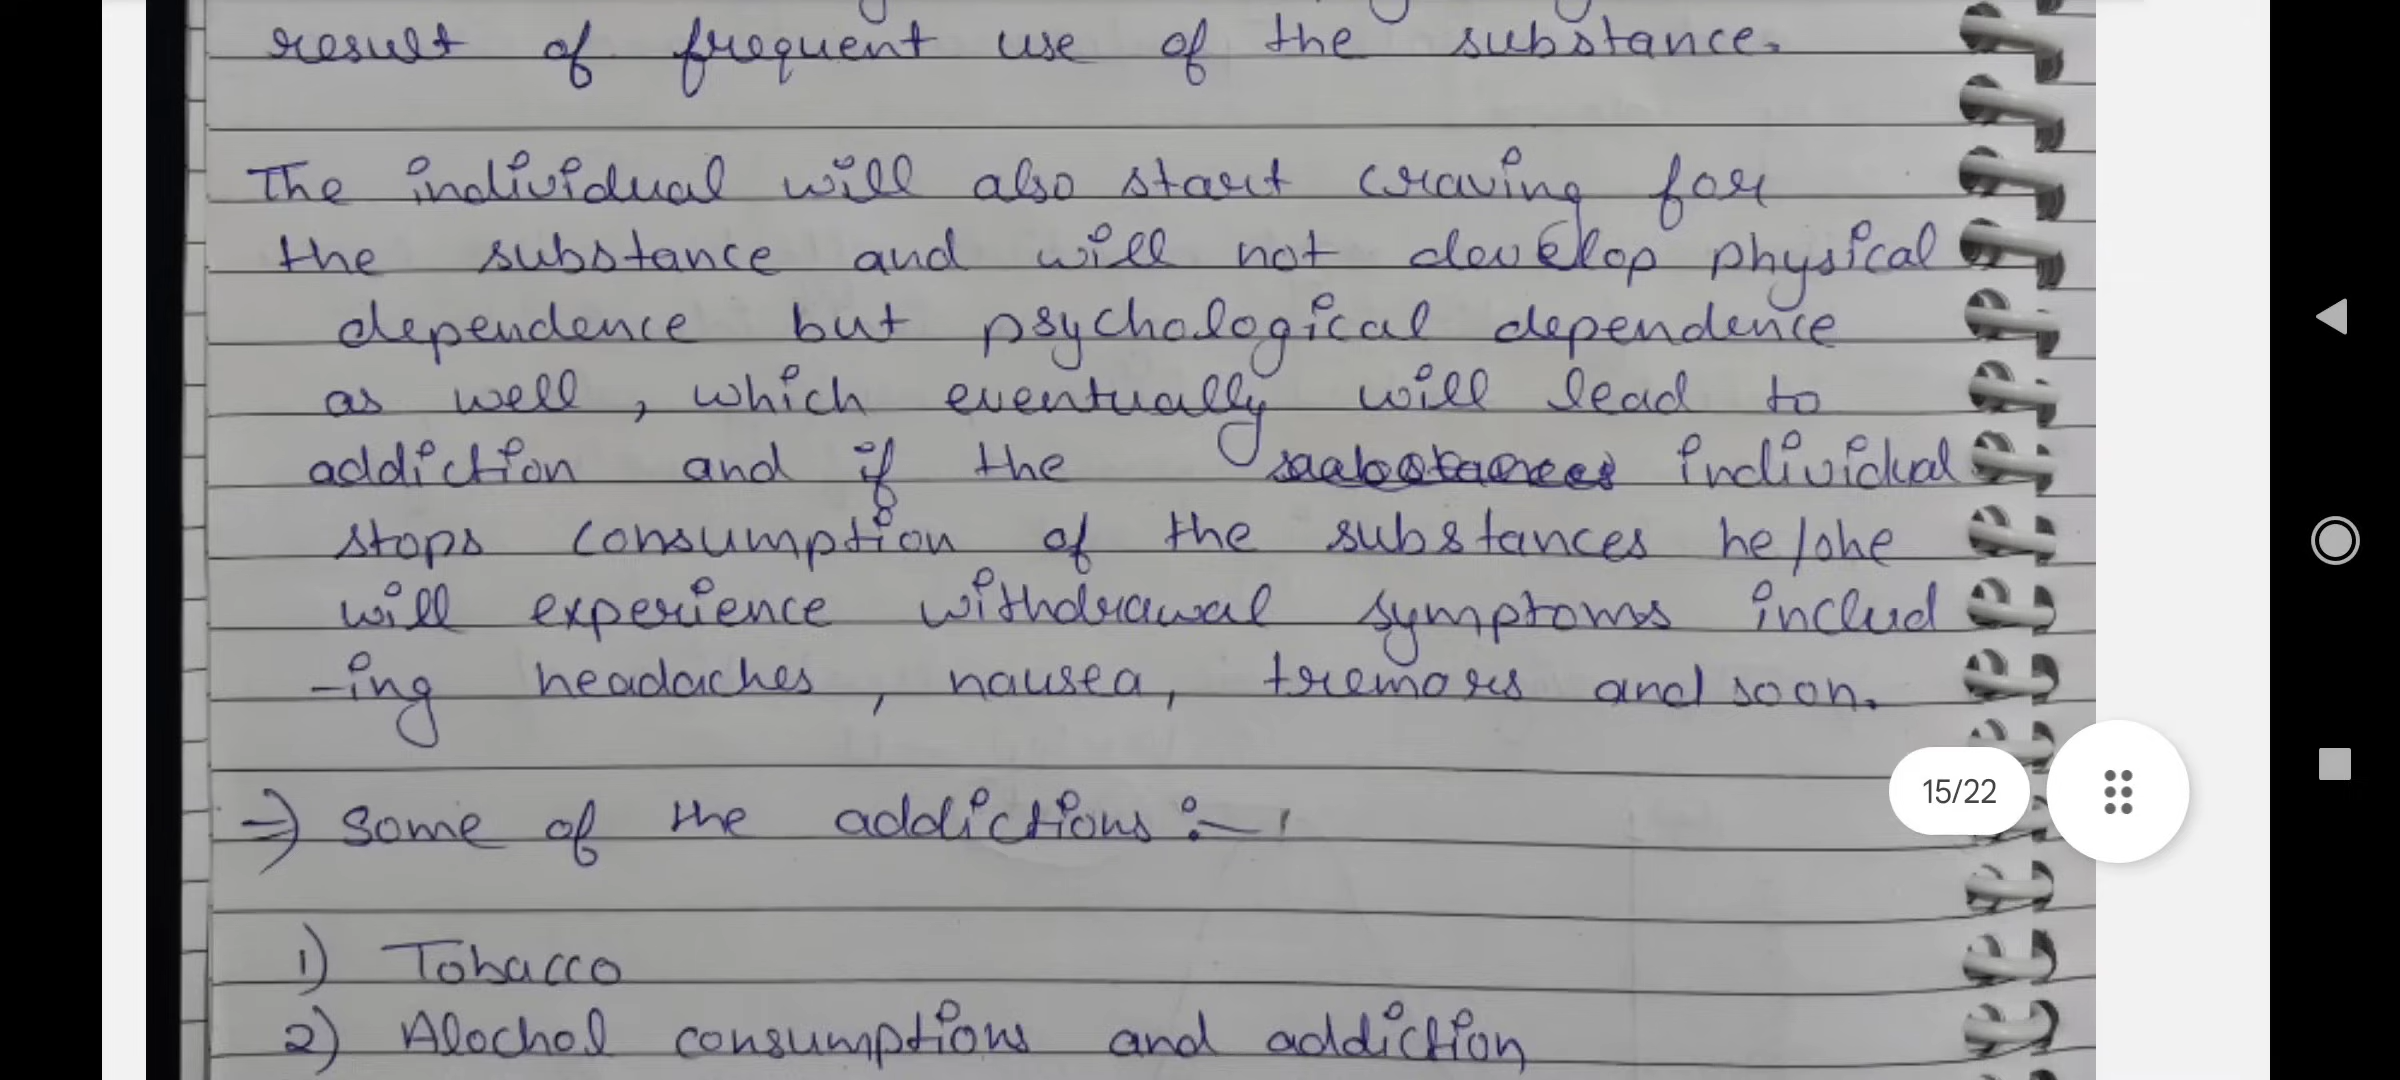 result of frequent use of the substance.
The individual will also start craving for
the substance and will not develop physical
dependence but psychological dependence
as well, which eventually will lead to
addiction and if the individual
stops consumption of the substances he/she
will experience withdrawal symptoms includ
-ing headaches, nausea, tremors and soon.
=) Some of the addictions :-
1) Tobacco
2) Alochol consumptions and addiction
15/22